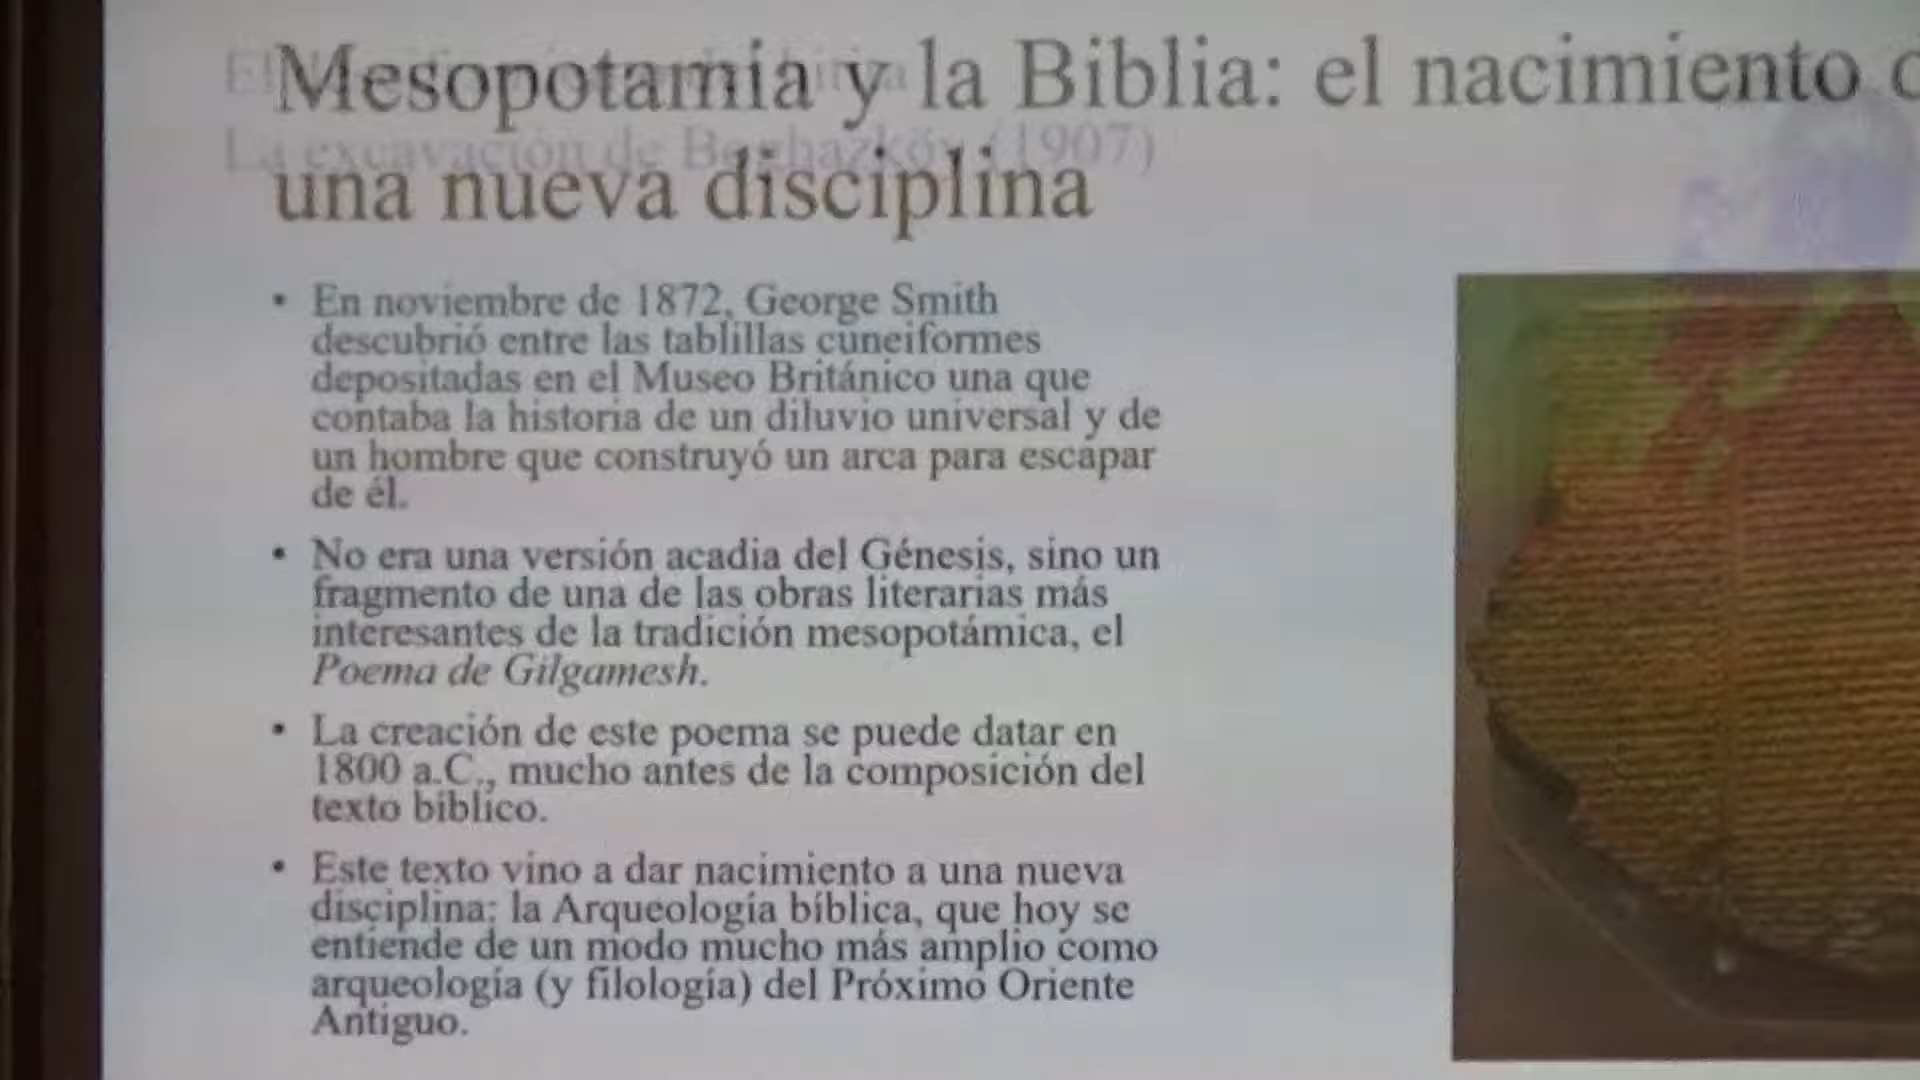 Mesopotamia y la Biblia: el nacimiento
La excavación de Boghazköy (1907)
una nueva disciplina
• En noviembre de 1872, George Smith
descubrió entre las tablillas cuneiformes
depositadas en el Museo Británico una que
contaba la historia de un diluvio universal y de
un hombre que construyó un arca para escapar
de él.
• No era una versión acadia del Génesis, sino un
fragmento de una de las obras literarias más
interesantes de la tradición mesopotámica, el
Poema de Gilgamesh.
• La creación de este poema se puede datar en
1800 a.C., mucho antes de la composición del
texto bíblico.
• Este texto vino a dar nacimiento a una nueva
disciplina: la Arqueología bíblica, que hoy se
entiende de un modo mucho más amplio como
arqueología (y filología) del Próximo Oriente
Antiguo.